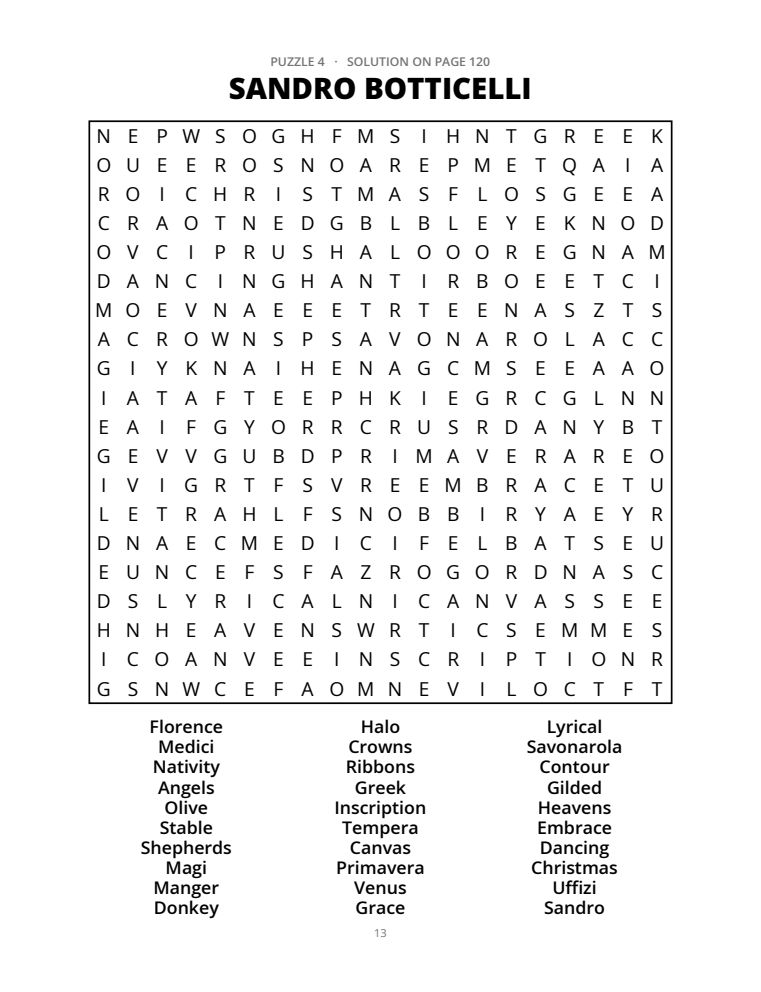 PUZZLE 4 · SOLUTION ON PAGE 120
SANDRO BOTTICELLI
N E P W S O G H F M S I H N T G R E E K
O U E E R O S N O A R E P M E T Q A I A
R O I C H R I S T M A S F L O S G E E A
C R A O T N E D G B L B L E Y E K N O D
O V C I P R U S H A L O O O R E G N A M
D A N C I N G H A N T I R B O E E T C I
M O E V N A E E E T R T E E N A S Z T S
A C R O W N S P S A V O N A R O L A C C
G I Y K N A I H E N A G C M S E E A A O
I A T A F T E E P H K I E G R C G L N N
E A I F G Y O R R C R U S R D A N Y B T
G E V V G U B D P R I M A V E R A R E O
I V I G R T F S V R E E M B R A C E T U
L E T R A H L F S N O B B I R Y A E Y R
D N A E C M E D I C I F E L B A T S E U
E U N C E F S F A Z R O G O R D N A S C
D S L Y R I C A L N I C A N V A S S E E
H N H E A V E N S W R T I C S E M M E S
I C O A N V E E I N S C R I P T I O N R
G S N W C E F A O M N E V I L O C T F T
Florence Halo Lyrical
Medici Crowns Savonarola
Nativity Ribbons Contour
Angels Greek Gilded
Olive Inscription Heavens
Stable Tempera Embrace
Shepherds Canvas Dancing
Magi Primavera Christmas
Manger Venus Uffizi
Donkey Grace Sandro
13